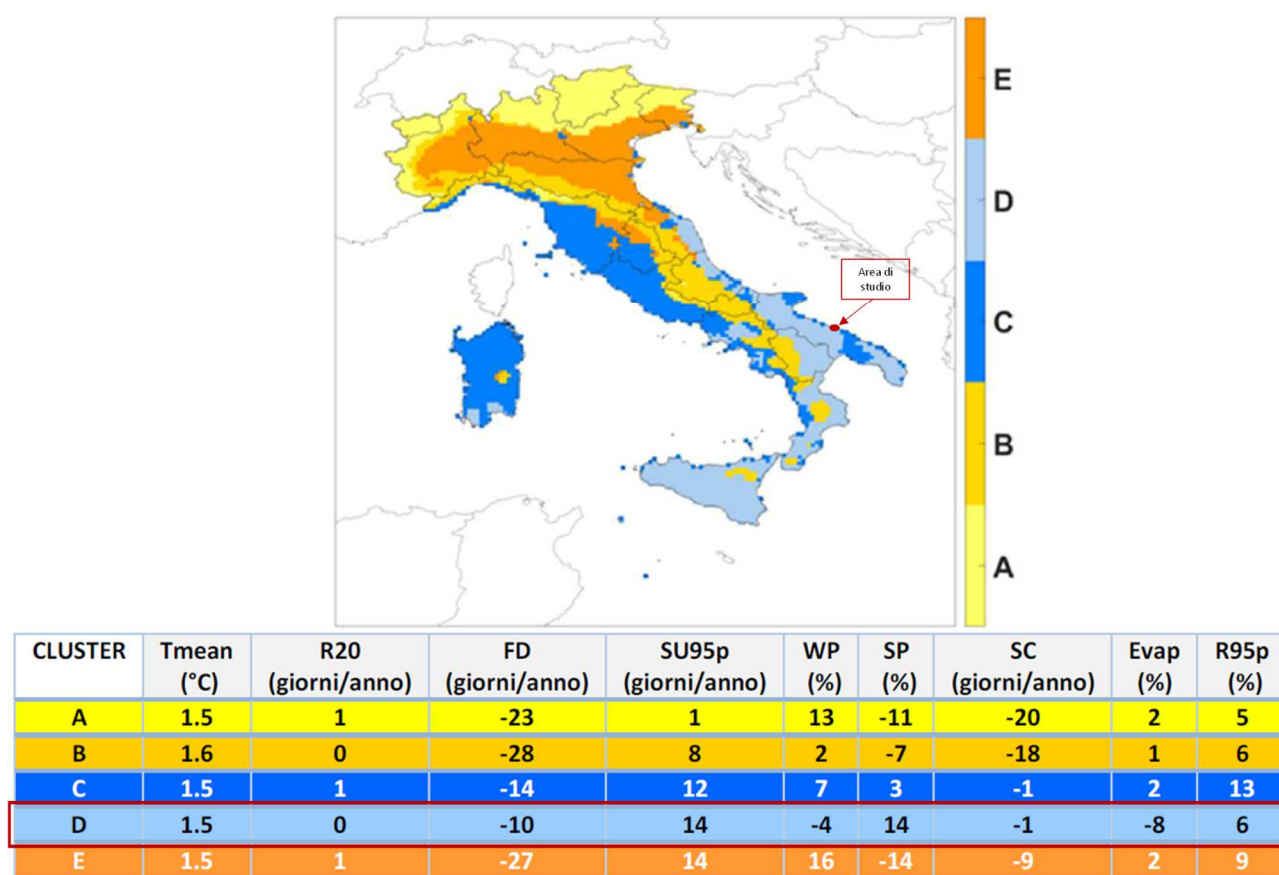 E
D
Area di
studio
C
B
A
CLUSTER Tmean (°C) R20 (giorni/anno) FD (giorni/anno) SU95p (giorni/anno) WP (%) SP (%) SC (giorni/anno) Evap (%) R95p (%)
A 1.5 1 -23 1 13 -11 -20 2 5
B 1.6 0 -28 8 2 -7 -18 1 6
C 1.5 1 -14 12 7 3 -1 2 13
D 1.5 0 -10 14 -4 14 -1 -8 6
E 1.5 1 -27 14 16 -14 -9 2 9